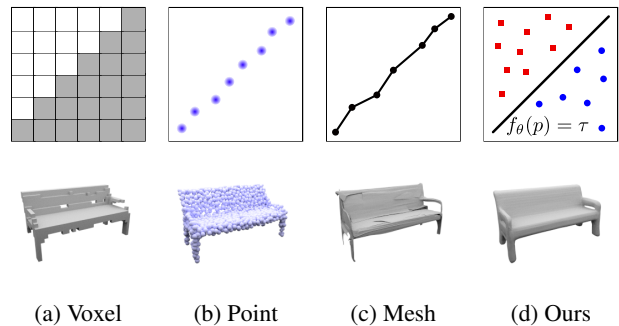 f_θ(p) = τ
(a) Voxel
(b) Point
(c) Mesh
(d) Ours